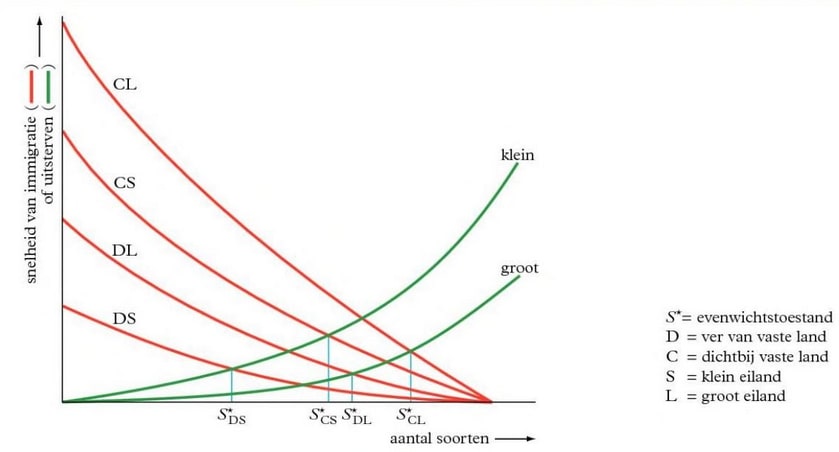 snelheid van immigratie (
of uitsterven (
CL
CS
DL
DS
klein
groot
S*DS
S*CS
S*DL
S*CL
aantal soorten
S*= evenwichtstoestand
D = ver van vaste land
C = dichtbij vaste land
S = klein eiland
L = groot eiland